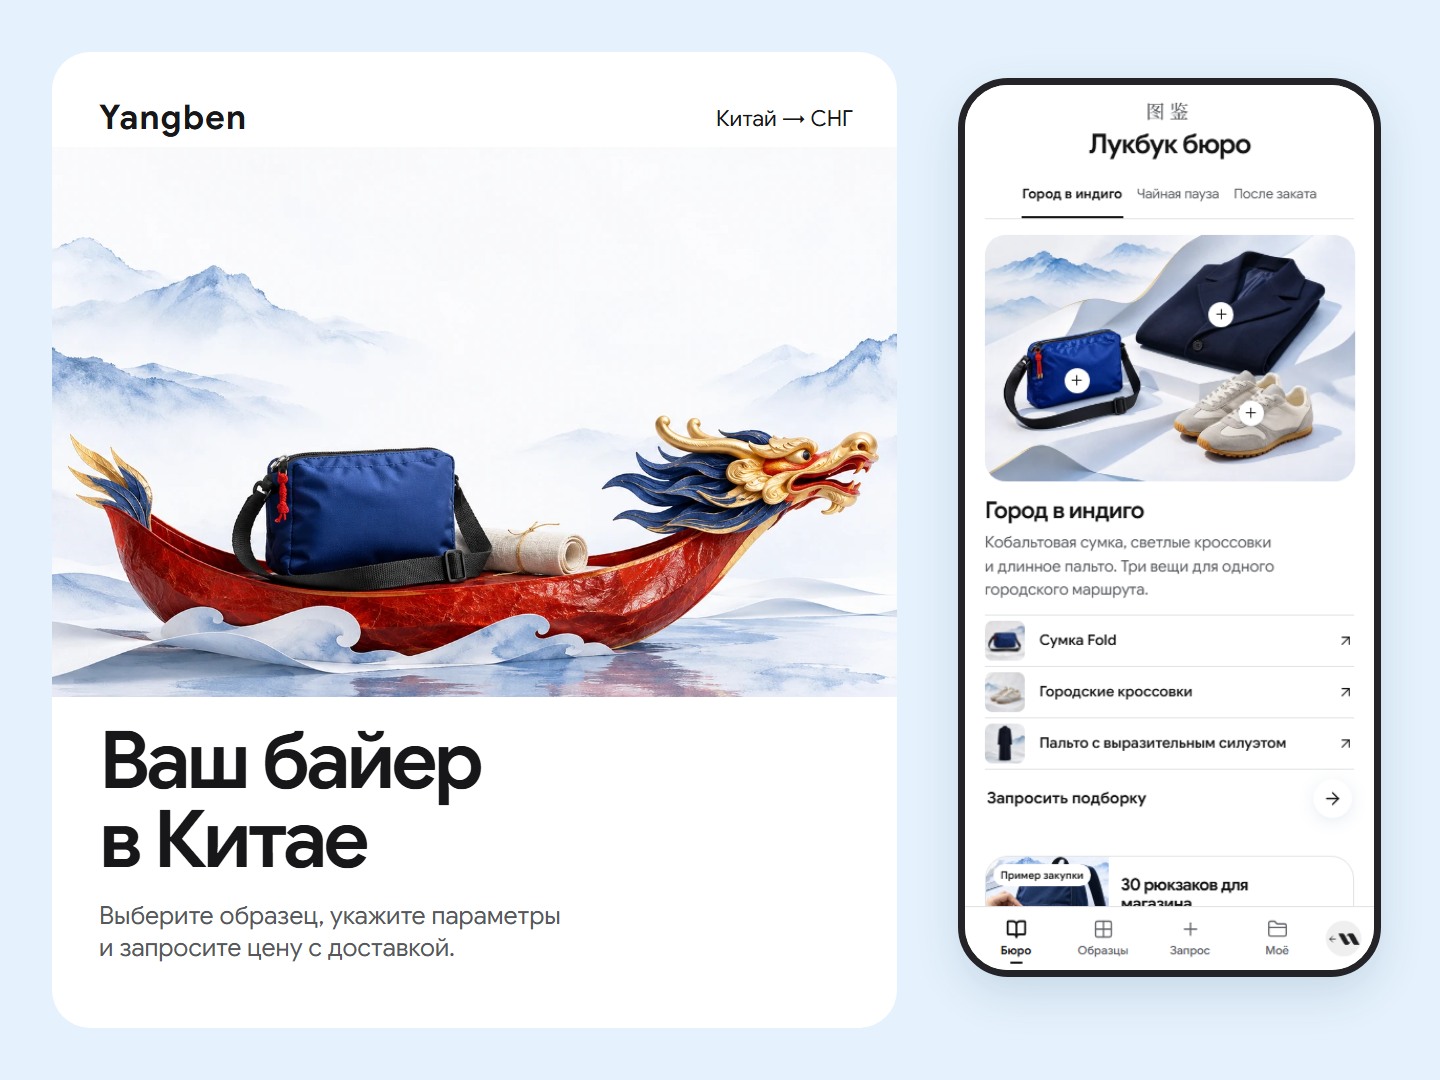 Yangben
Китай → СНГ
Ваш байер
в Китае
Выберите образец, укажите параметры
и запросите цену с доставкой.
图鉴
Лукбук бюро
Город в индиго
Чайная пауза
После заката
Город в индиго
Кобальтовая сумка, светлые кроссовки
и длинное пальто. Три вещи для одного
городского маршрута.
Сумка Fold
Городские кроссовки
Пальто с выразительным силуэтом
Запросить подборку
Пример закупки
30 рюкзаков для
магазина
Бюро
Образцы
Запрос
Моё